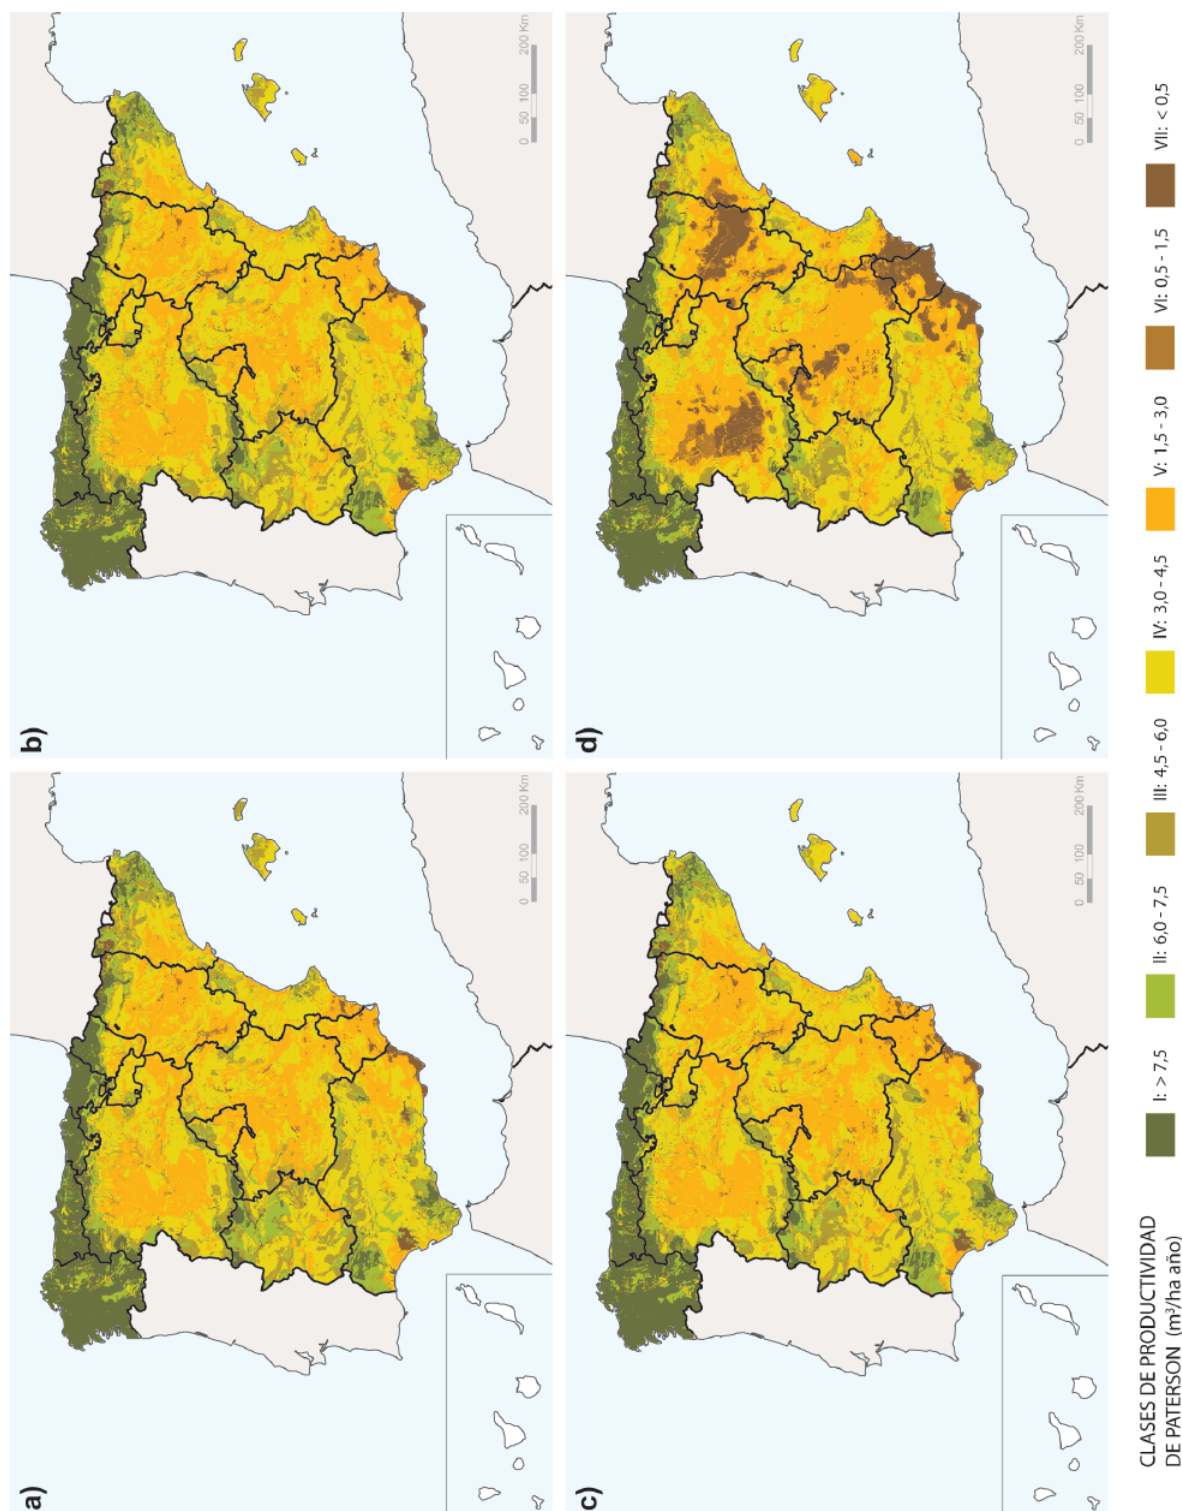 a)
0 50 100 200 Km
b)
0 50 100 200 Km
c)
0 50 100 200 Km
d)
0 50 100 200 Km
CLASES DE PRODUCTIVIDAD
DE PATERSON (m³/ha año)
I: > 7,5
II: 6,0 - 7,5
III: 4,5 - 6,0
IV: 3,0 - 4,5
V: 1,5 - 3,0
VI: 0,5 - 1,5
VII: < 0,5